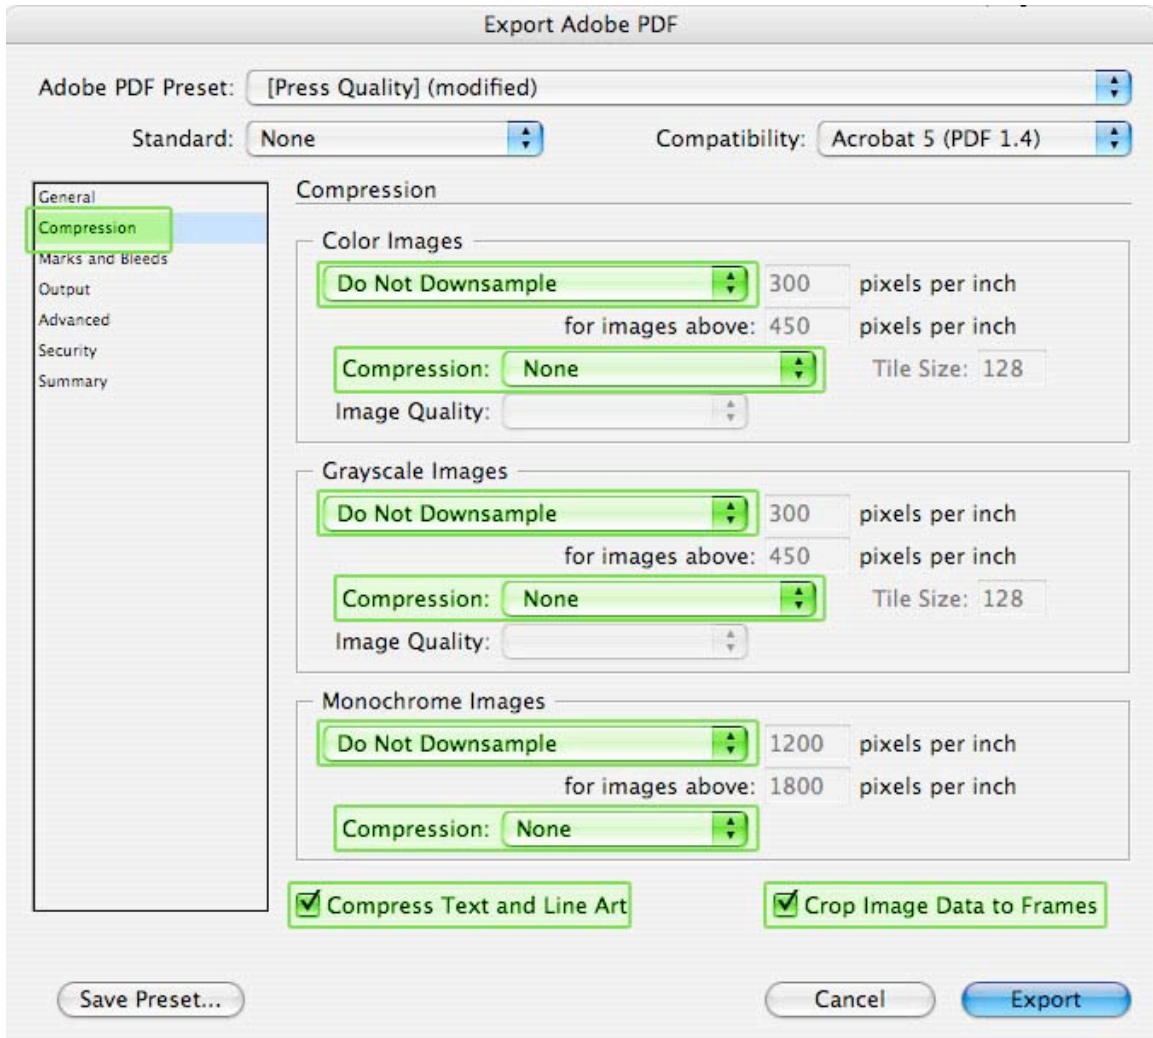 Export Adobe PDF
Adobe PDF Preset: [Press Quality] (modified)
Standard: None Compatibility: Acrobat 5 (PDF 1.4)
General
Compression
Marks and Bleeds
Output
Advanced
Security
Summary
Compression
Color Images
Do Not Downsample 300 pixels per inch
for images above: 450 pixels per inch
Compression: None Tile Size: 128
Image Quality:
Grayscale Images
Do Not Downsample 300 pixels per inch
for images above: 450 pixels per inch
Compression: None Tile Size: 128
Image Quality:
Monochrome Images
Do Not Downsample 1200 pixels per inch
for images above: 1800 pixels per inch
Compression: None
Compress Text and Line Art Crop Image Data to Frames
Save Preset... Cancel Export